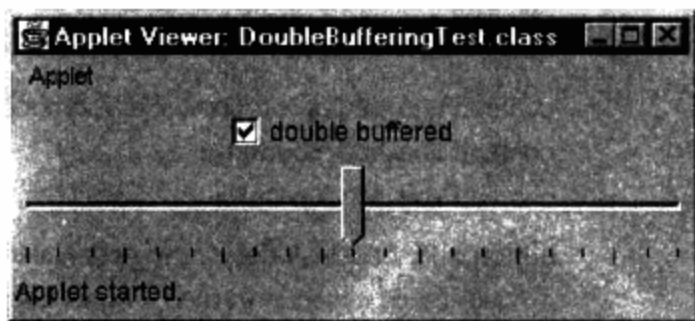 Applet Viewer: DoubleBufferingTest.class
Applet
double buffered
Applet started.